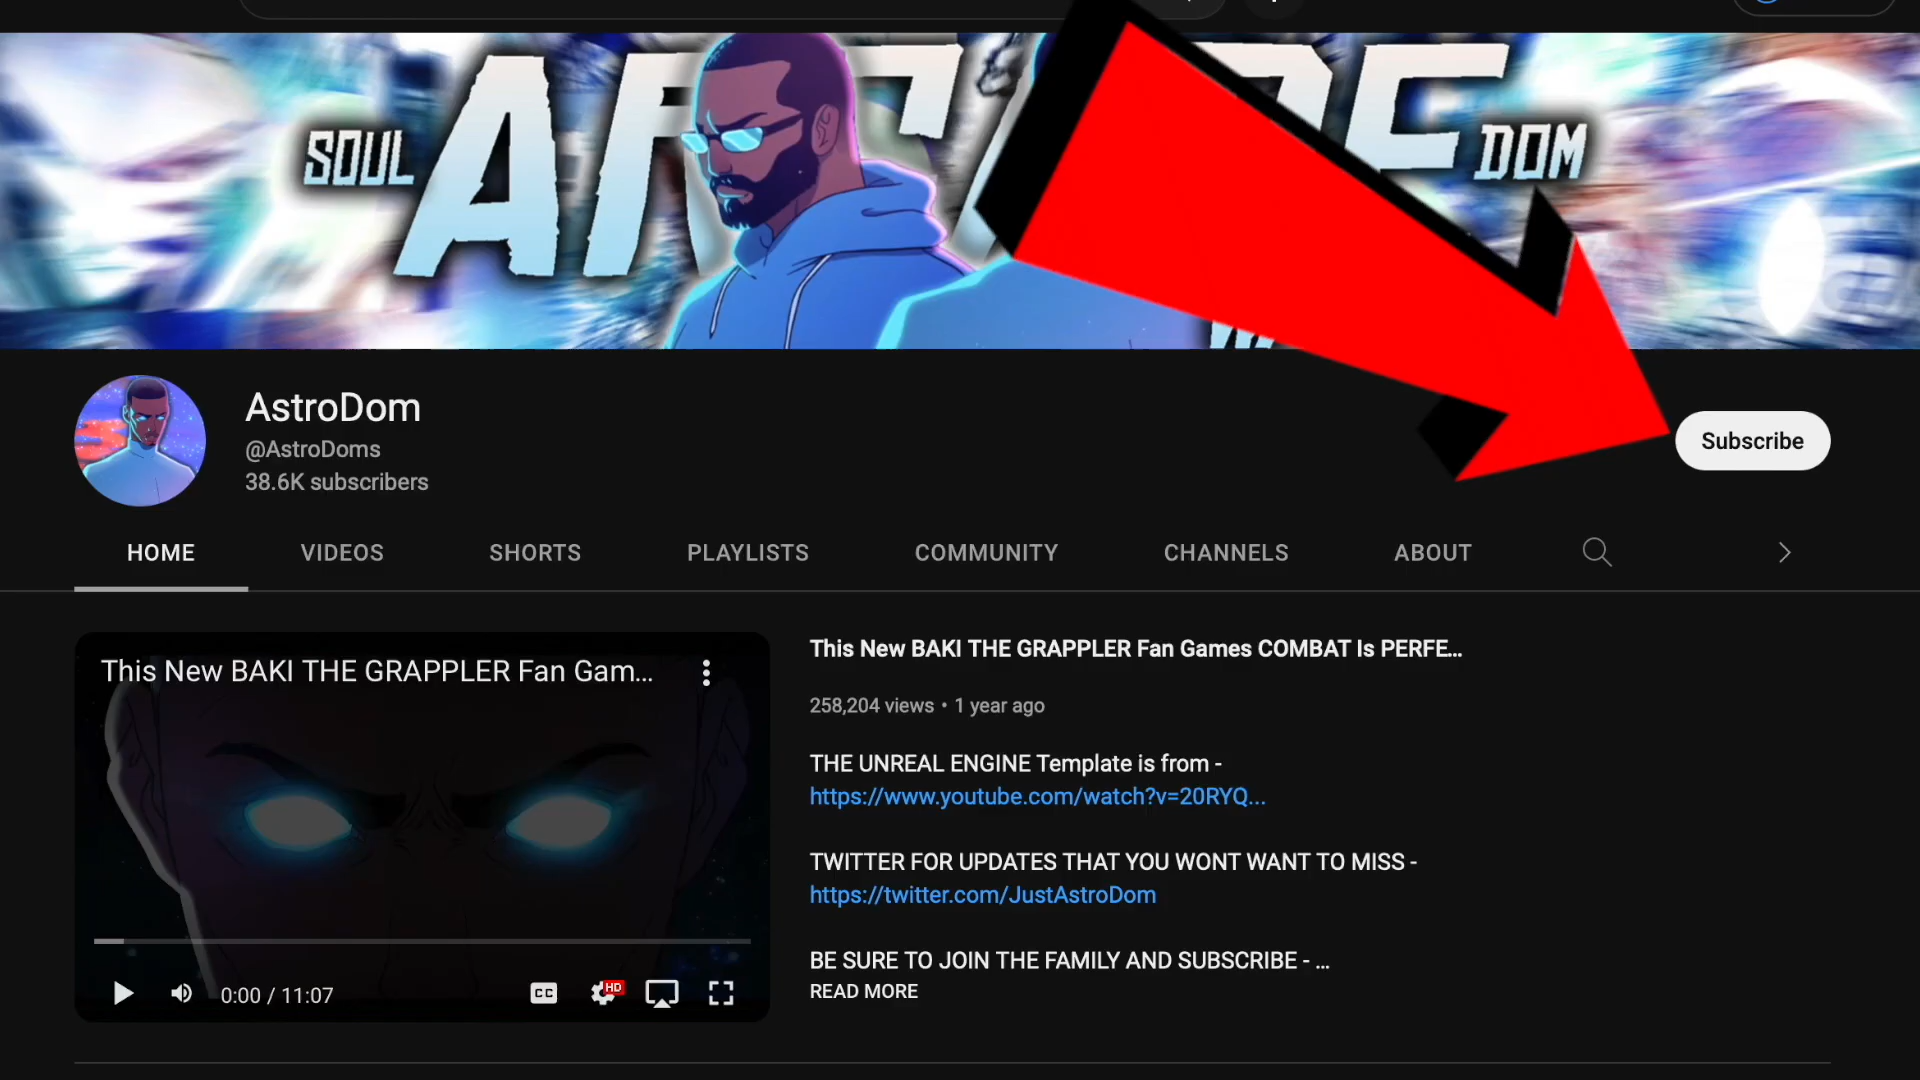 SOUL
DOM
AstroDom
@AstroDoms
38.6K subscribers
Subscribe
HOME
VIDEOS
SHORTS
PLAYLISTS
COMMUNITY
CHANNELS
ABOUT
This New BAKI THE GRAPPLER Fan Gam...
0:00 / 11:07
CC
HD
This New BAKI THE GRAPPLER Fan Games COMBAT Is PERFE...
258,204 views • 1 year ago
THE UNREAL ENGINE Template is from -
https://www.youtube.com/watch?v=20RYQ...
TWITTER FOR UPDATES THAT YOU WONT WANT TO MISS -
https://twitter.com/JustAstroDom
BE SURE TO JOIN THE FAMILY AND SUBSCRIBE - ...
READ MORE